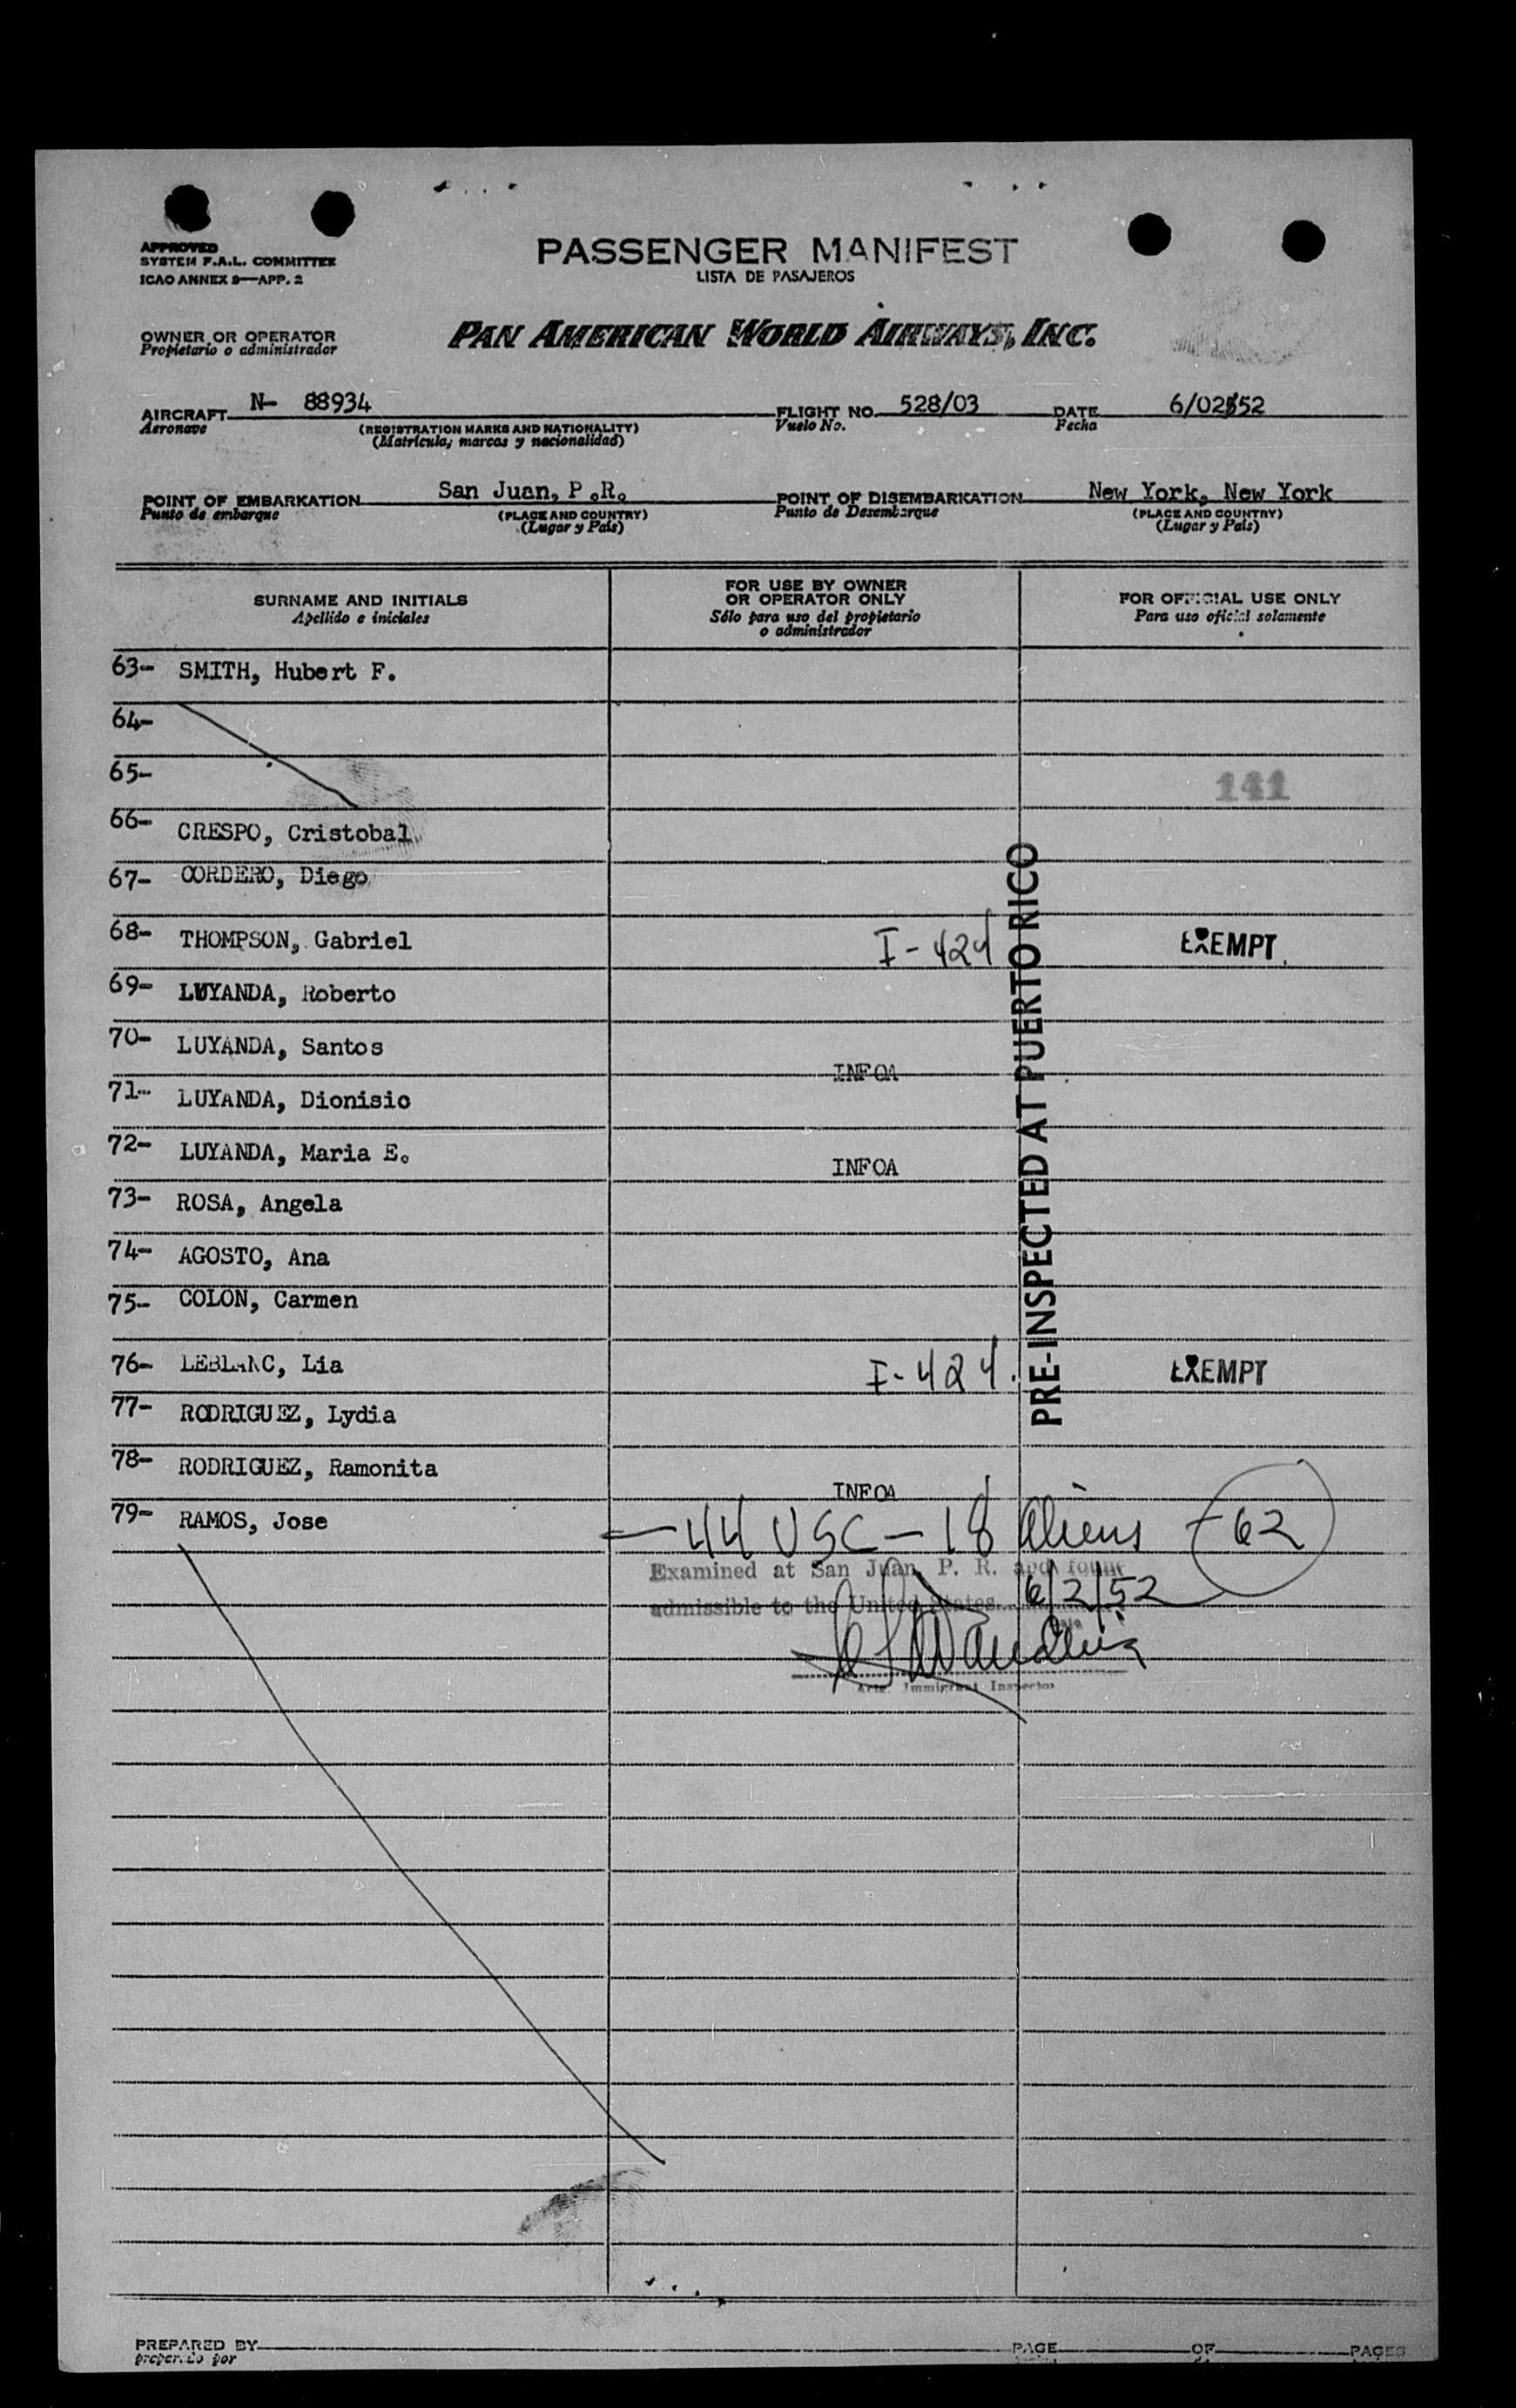 APPROVED
SYSTEM F.A.L. COMMITTEE
ICAO ANNEX 9—APP. 2
PASSENGER MANIFEST
LISTA DE PASAJEROS
OWNER OR OPERATOR
Propietario o administrador
PAN AMERICAN WORLD AIRWAYS, INC.
AIRCRAFT N- 88934 FLIGHT NO. 528/03 DATE 6/02/52
Aeronave (REGISTRATION MARKS AND NATIONALITY) Vuelo No. Fecha
(Matrícula, marcas y nacionalidad)
POINT OF EMBARKATION San Juan, P.R. POINT OF DISEMBARKATION New York, New York
Punto de embarque (PLACE AND COUNTRY) Punto de Desembarque (PLACE AND COUNTRY)
(Lugar y País) (Lugar y País)
SURNAME AND INITIALS
Apellido e iniciales
FOR USE BY OWNER
OR OPERATOR ONLY
Sólo para uso del propietario
o administrador
FOR OFFICIAL USE ONLY
Para uso oficial solamente
63- SMITH, Hubert F.
64-
65-
141
66- CRESPO, Cristobal
67- CORDERO, Diego
68- THOMPSON, Gabriel I-424 EXEMPT
69- LUYANDA, Roberto
70- LUYANDA, Santos
INFOA
71- LUYANDA, Dionisio
72- LUYANDA, Maria E.
INFOA
73- ROSA, Angela
74- AGOSTO, Ana
75- COLON, Carmen
76- LEBLANC, Lia I-424. EXEMPT
77- RODRIGUEZ, Lydia
78- RODRIGUEZ, Ramonita
INFOA
PRE-INSPECTED AT PUERTO RICO
79- RAMOS, Jose 44 USC - 18 Aliens - 62
Examined at San Juan, P. R. and found
admissible to the United States 6/2/52
Immigrant Inspector
PREPARED BY PAGE OF PAGES
preparado por